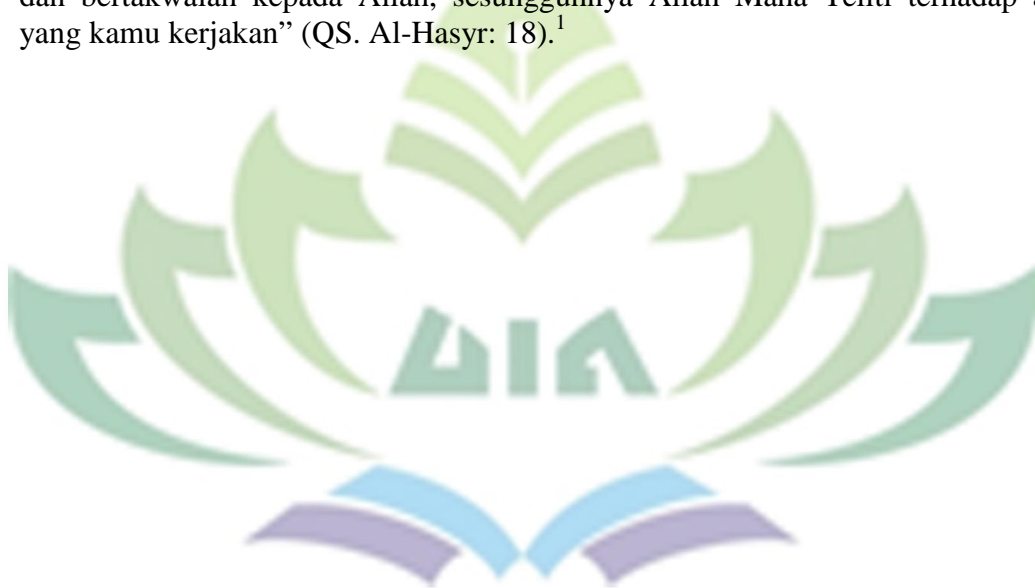 dan bertakwalah kepada Allah, sesungguhnya Allah Maha Teliti terhadap
yang kamu kerjakan” (QS. Al-Hasyr: 18).¹